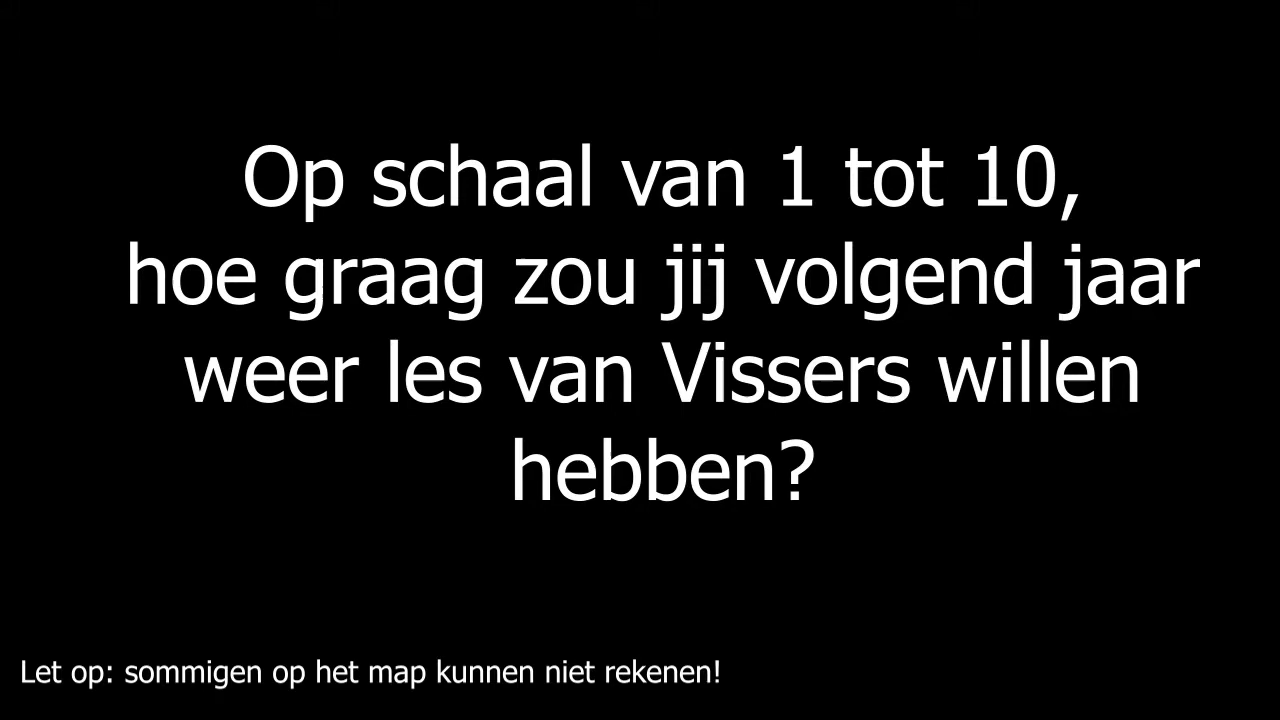 Op schaal van 1 tot 10,
hoe graag zou jij volgend jaar
weer les van Vissers willen
hebben?
Let op: sommigen op het map kunnen niet rekenen!